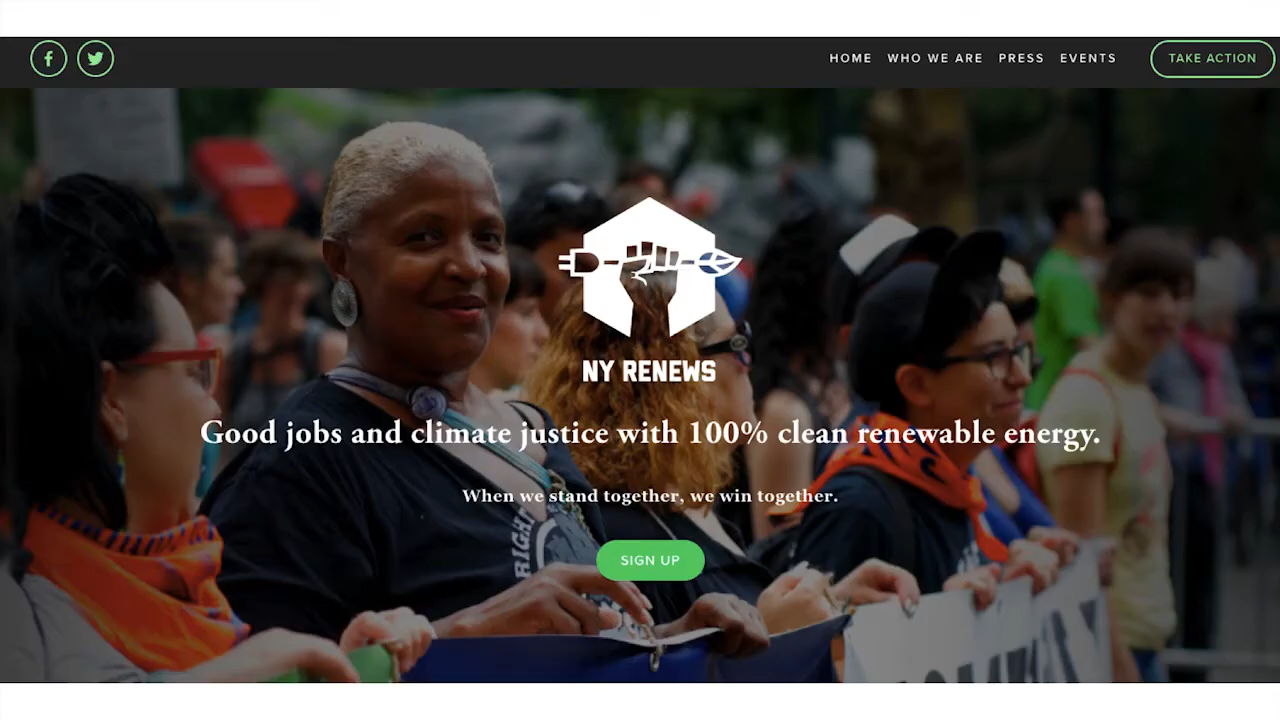 HOME WHO WE ARE PRESS EVENTS TAKE ACTION
NY RENEWS
Good jobs and climate justice with 100% clean renewable energy.
When we stand together, we win together.
RIGHT
SIGN UP